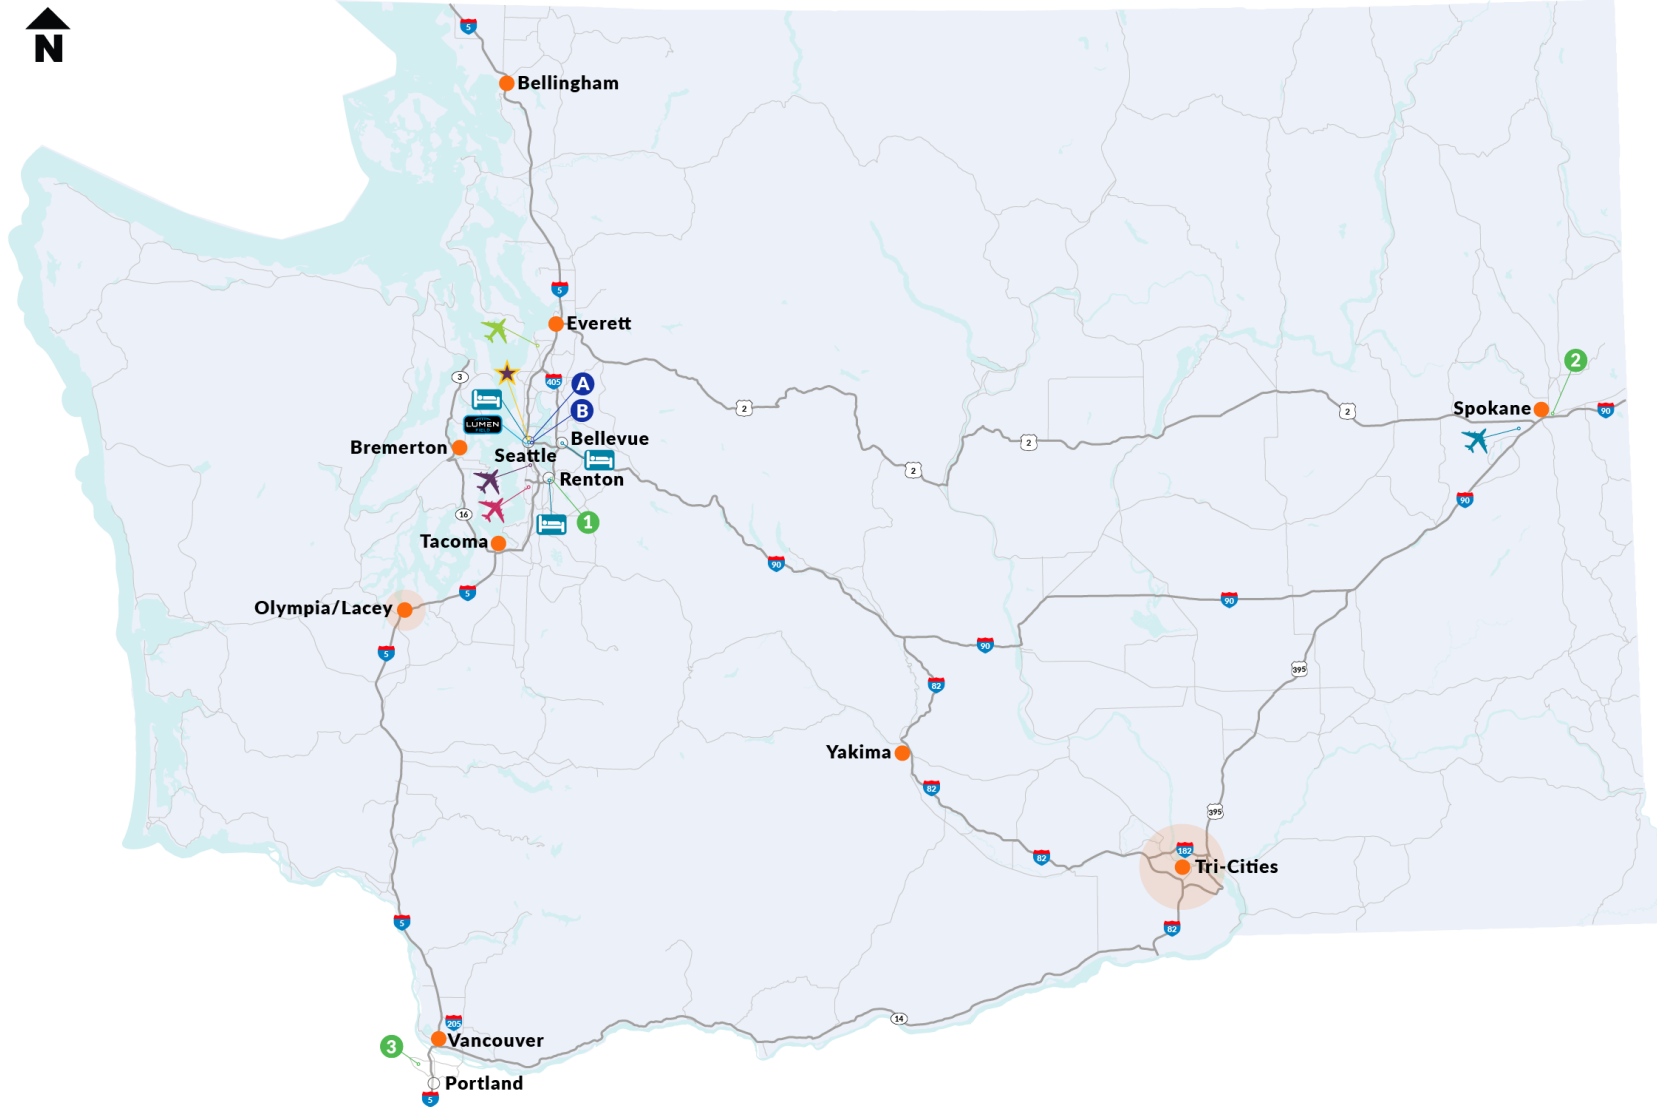 N
5
Bellingham
5
Everett
3
405
A
B
2
2
2
2
2
Spokane
90
LUMEN
FIELD
Bremerton
Bellevue
Seattle
Renton
90
16
1
Tacoma
90
5
Olympia/Lacey
90
5
90
395
82
Yakima
82
395
182
82
Tri-Cities
5
82
14
205
Vancouver
3
Portland
5